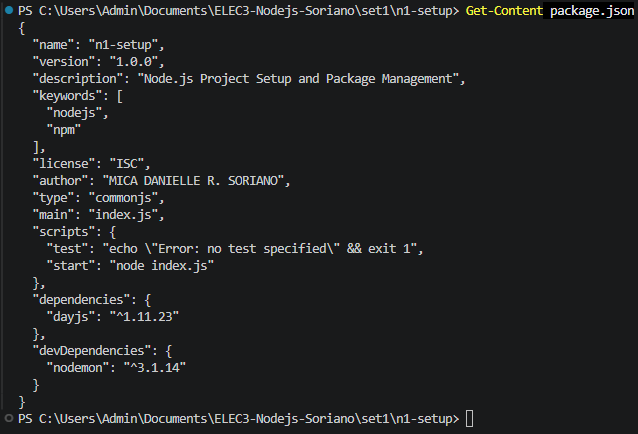 PS C:\Users\Admin\Documents\ELEC3-Nodejs-Soriano\set1\n1-setup> Get-Content package.json
{
  "name": "n1-setup",
  "version": "1.0.0",
  "description": "Node.js Project Setup and Package Management",
  "keywords": [
    "nodejs",
    "npm"
  ],
  "license": "ISC",
  "author": "MICA DANIELLE R. SORIANO",
  "type": "commonjs",
  "main": "index.js",
  "scripts": {
    "test": "echo \"Error: no test specified\" && exit 1",
    "start": "node index.js"
  },
  "dependencies": {
    "dayjs": "^1.11.23"
  },
  "devDependencies": {
    "nodemon": "^3.1.14"
  }
}
PS C:\Users\Admin\Documents\ELEC3-Nodejs-Soriano\set1\n1-setup>